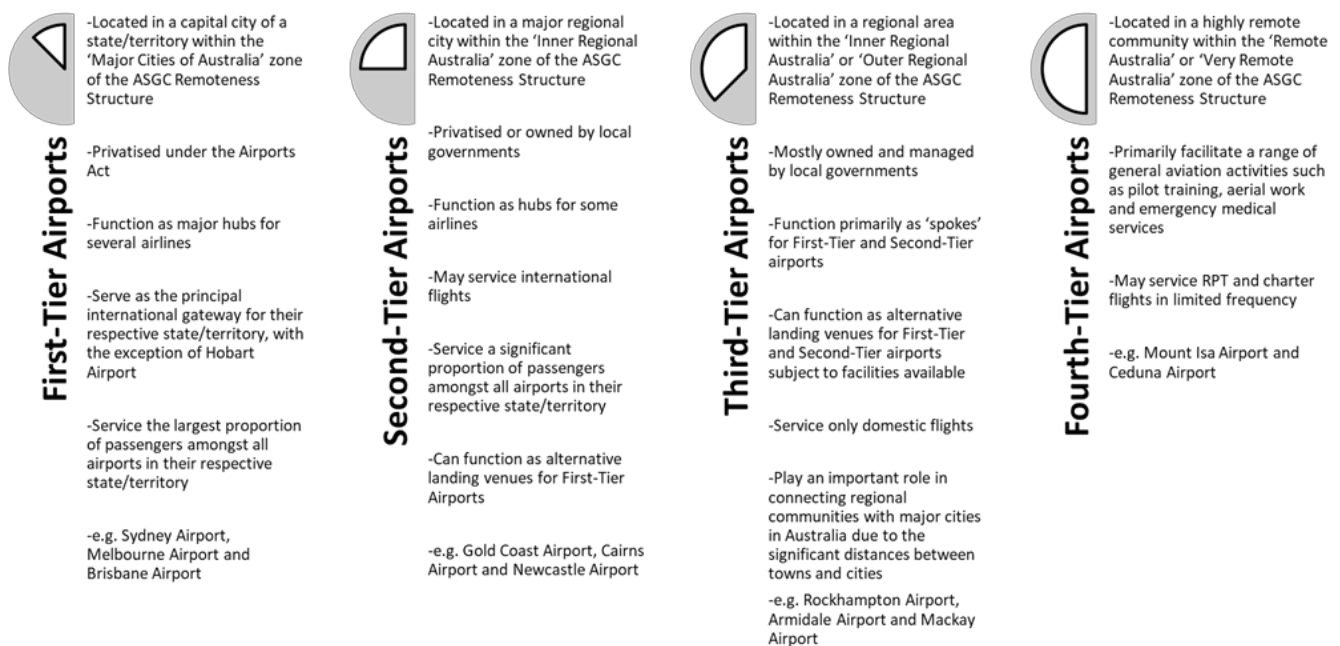 First-Tier Airports
-Located in a capital city of a
state/territory within the
‘Major Cities of Australia’ zone
of the ASGC Remoteness
Structure
-Privatised under the Airports
Act
-Function as major hubs for
several airlines
-Serve as the principal
international gateway for their
respective state/territory, with
the exception of Hobart
Airport
-Service the largest proportion
of passengers amongst all
airports in their respective
state/territory
-e.g. Sydney Airport,
Melbourne Airport and
Brisbane Airport
Second-Tier Airports
-Located in a major regional
city within the ‘Inner Regional
Australia’ zone of the ASGC
Remoteness Structure
-Privatised or owned by local
governments
-Function as hubs for some
airlines
-May service international
flights
-Service a significant
proportion of passengers
amongst all airports in their
respective state/territory
-Can function as alternative
landing venues for First-Tier
Airports
-e.g. Gold Coast Airport, Cairns
Airport and Newcastle Airport
Third-Tier Airports
-Located in a regional area
within the ‘Inner Regional
Australia’ or ‘Outer Regional
Australia’ zone of the ASGC
Remoteness Structure
-Mostly owned and managed
by local governments
-Function primarily as ‘spokes’
for First-Tier and Second-Tier
airports
-Can function as alternative
landing venues for First-Tier
and Second-Tier airports
subject to facilities available
-Service only domestic flights
-Play an important role in
connecting regional
communities with major cities
in Australia due to the
significant distances between
towns and cities
-e.g. Rockhampton Airport,
Armidale Airport and Mackay
Airport
Fourth-Tier Airports
-Located in a highly remote
community within the ‘Remote
Australia’ or ‘Very Remote
Australia’ zone of the ASGC
Remoteness Structure
-Primarily facilitate a range of
general aviation activities such
as pilot training, aerial work
and emergency medical
services
-May service RPT and charter
flights in limited frequency
-e.g. Mount Isa Airport and
Ceduna Airport